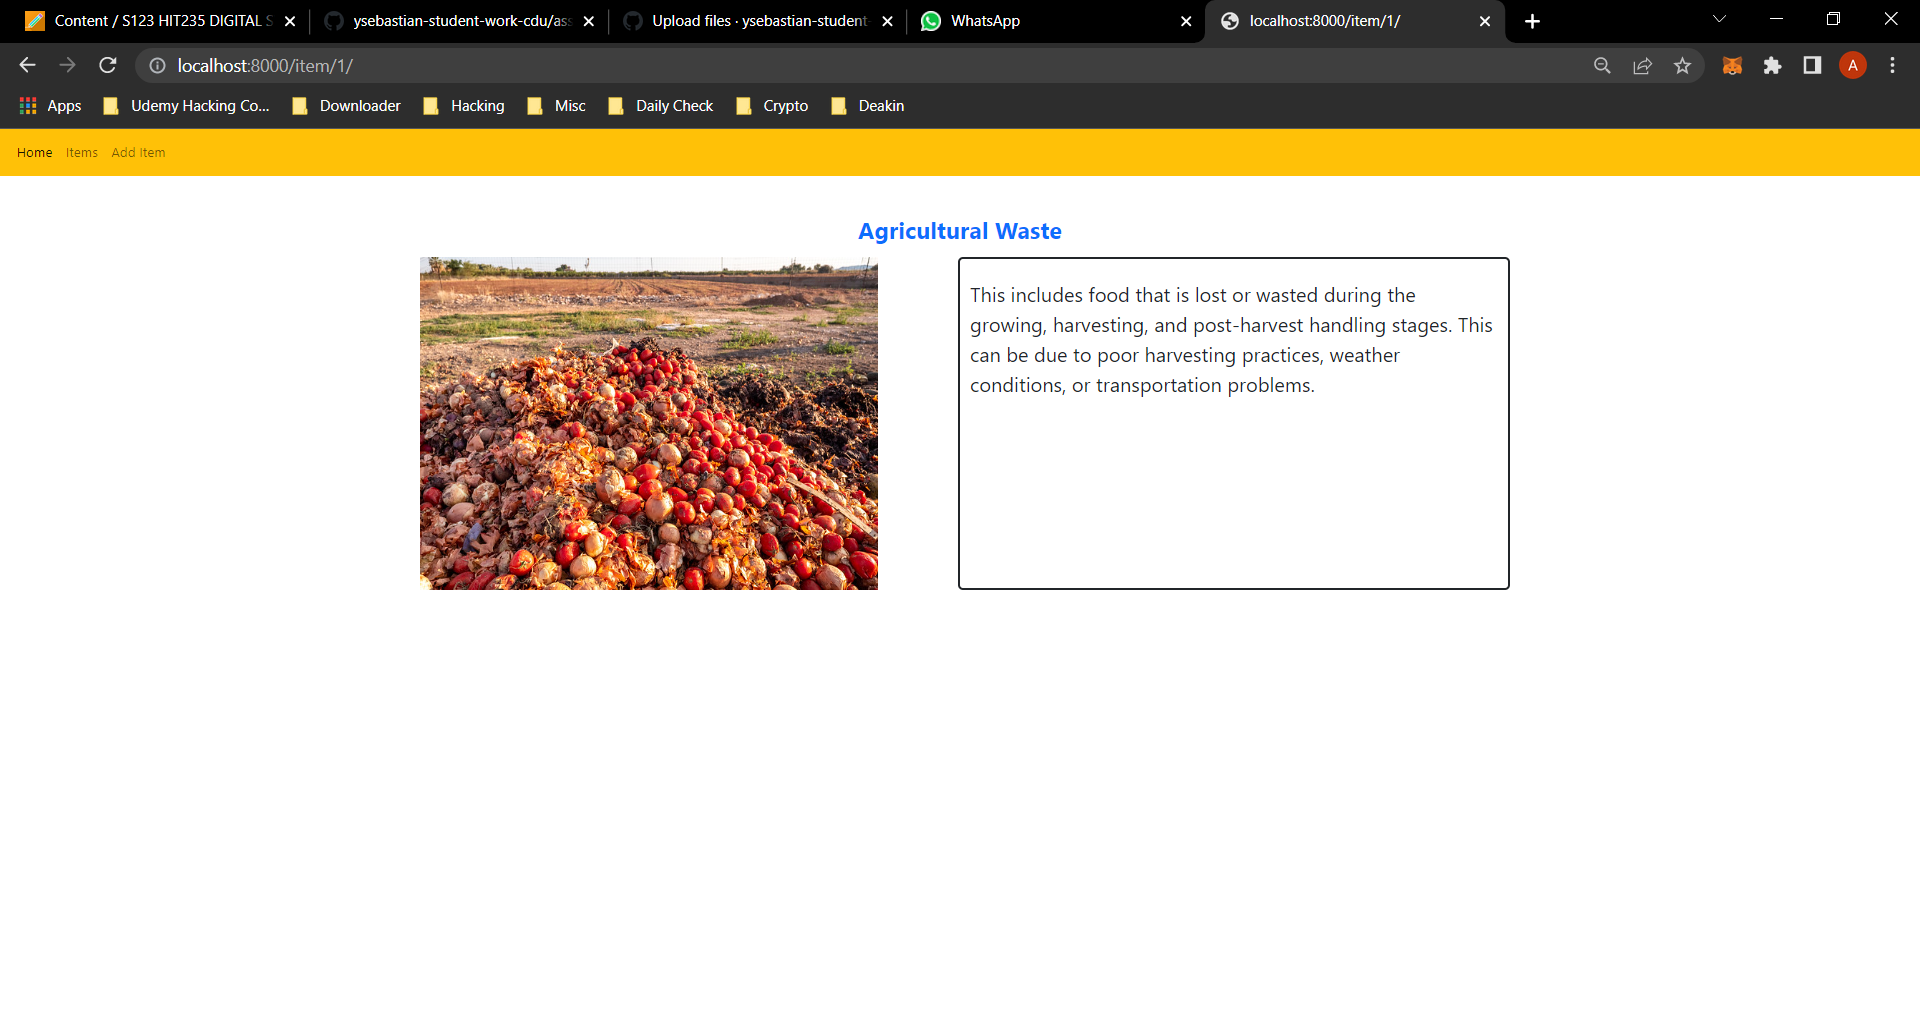 Content / S123 HIT235 DIGITAL S
ysebastian-student-work-cdu/ass
Upload files · ysebastian-student-
WhatsApp
localhost:8000/item/1/
localhost:8000/item/1/
A
Apps
Udemy Hacking Co...
Downloader
Hacking
Misc
Daily Check
Crypto
Deakin
Home Items Add Item
Agricultural Waste
This includes food that is lost or wasted during the
growing, harvesting, and post-harvest handling stages. This
can be due to poor harvesting practices, weather
conditions, or transportation problems.